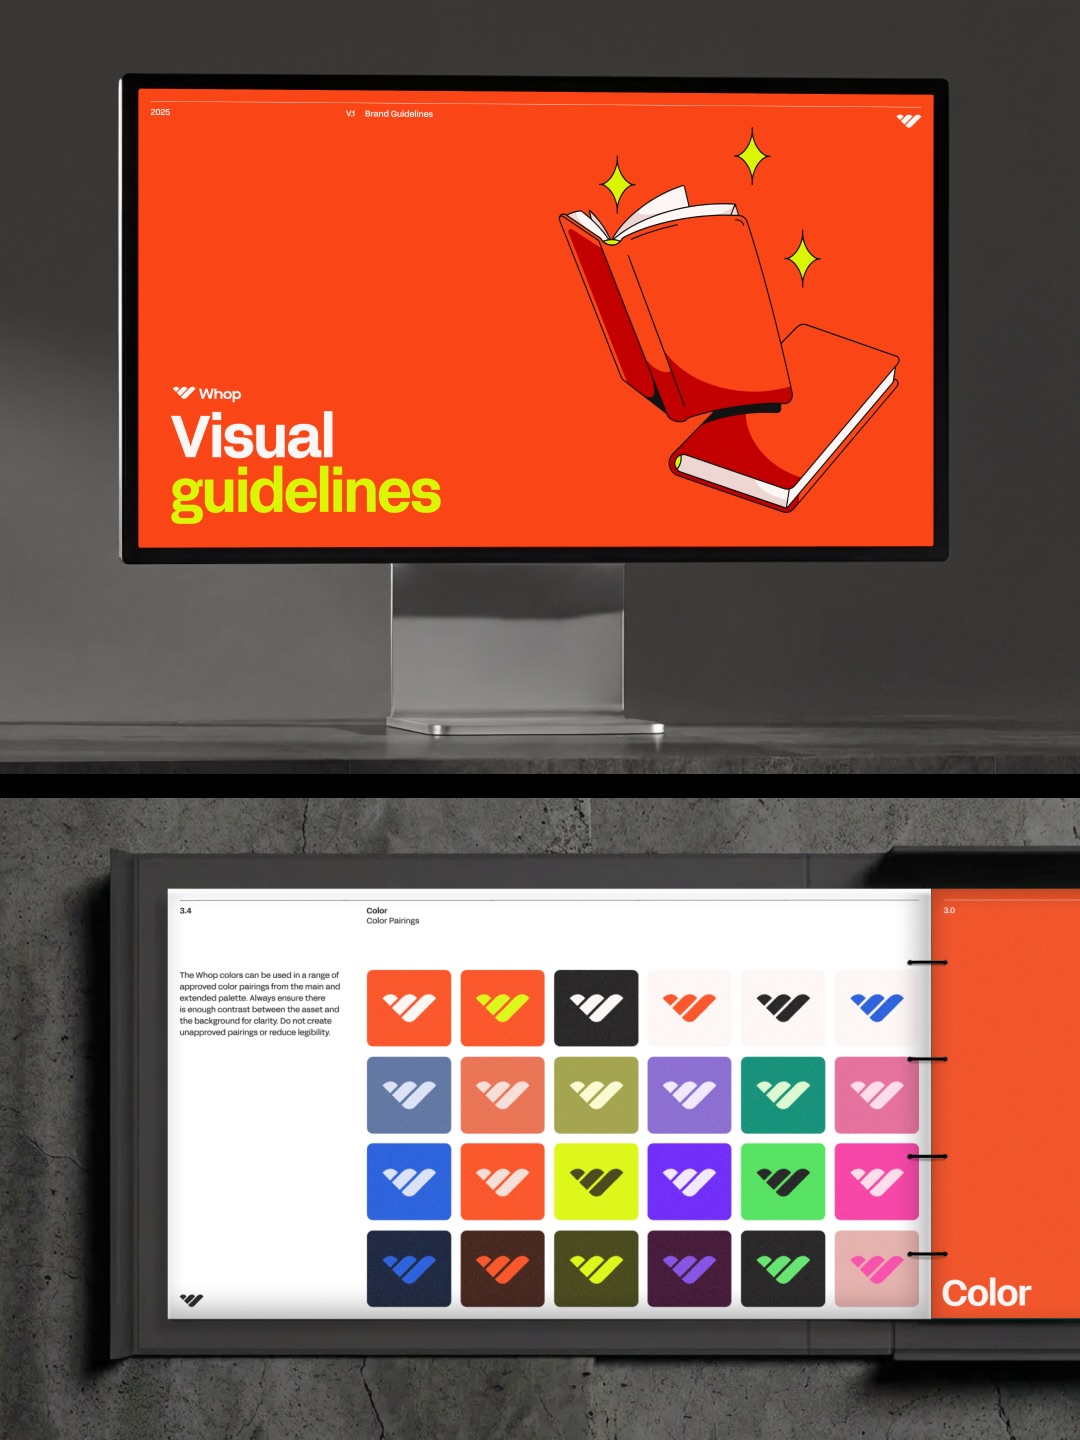 2025
V.1 Brand Guidelines
Whop
Visual
guidelines
3.4
Color
Color Pairings
The Whop colors can be used in a range of
approved color pairings from the main and
extended palette. Always ensure there
is enough contrast between the asset and
the background for clarity. Do not create
unapproved pairings or reduce legibility.
3.0
Color